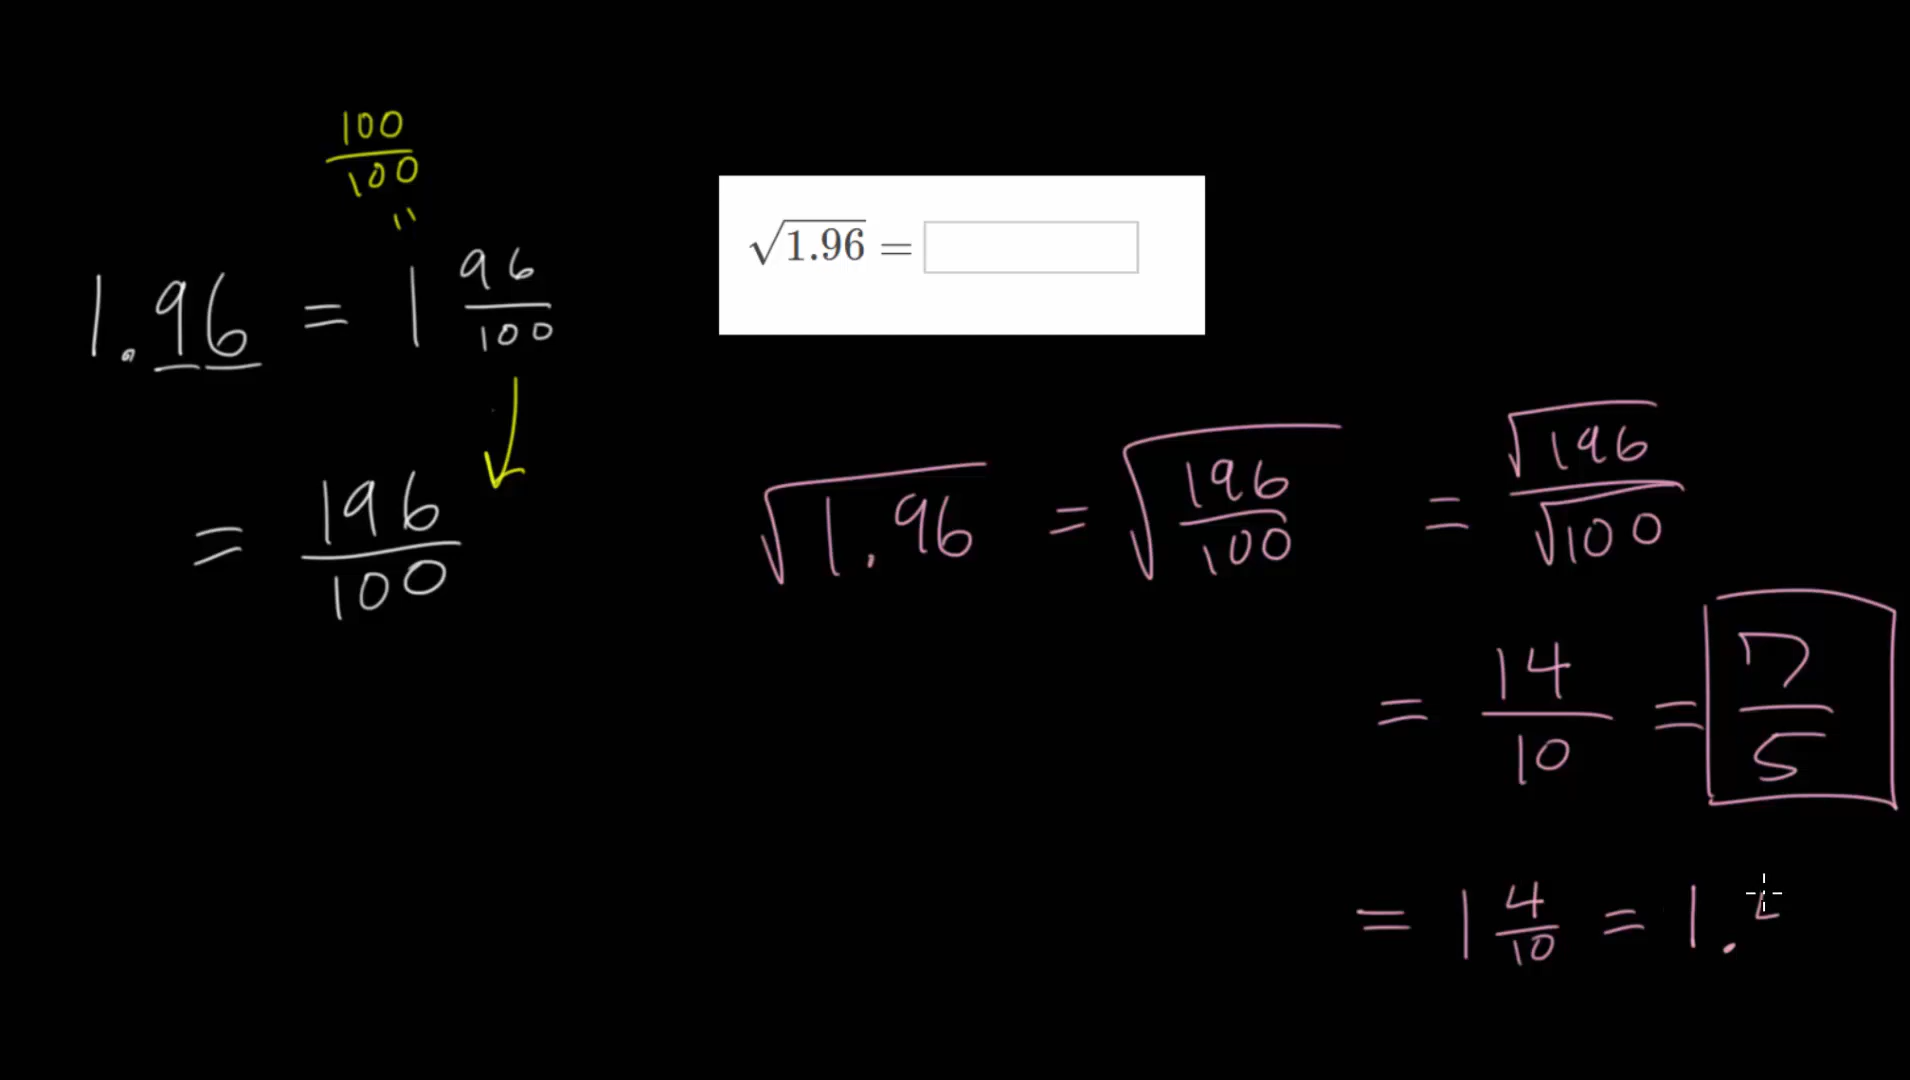 100/100
"
1.96 = 1 96/100
= 196/100
√1.96 =
√1.96 = √(196/100) = √196/√100
= 14/10 = 7/5
= 1 4/10 = 1.